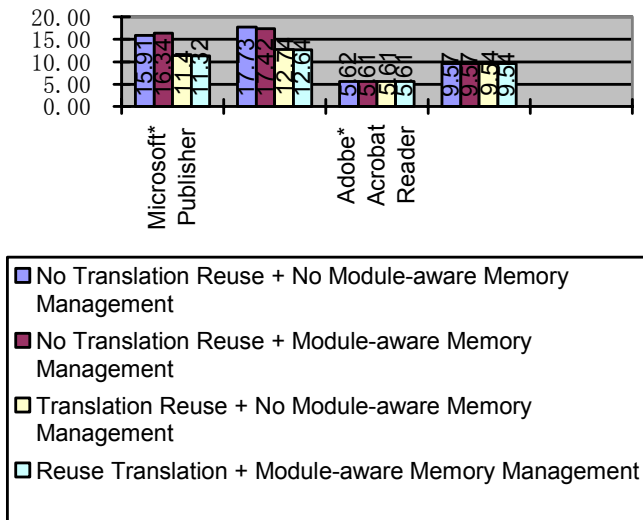 20.00
15.00
10.00
5.00
0.00
15.91
16.34
11.4
11.32
17.73
17.42
12.74
12.64
5.62
5.61
5.61
5.61
9.57
9.57
9.54
9.54
Microsoft*
Publisher
Adobe*
Acrobat
Reader
No Translation Reuse + No Module-aware Memory
Management
No Translation Reuse + Module-aware Memory
Management
Translation Reuse + No Module-aware Memory
Management
Reuse Translation + Module-aware Memory Management